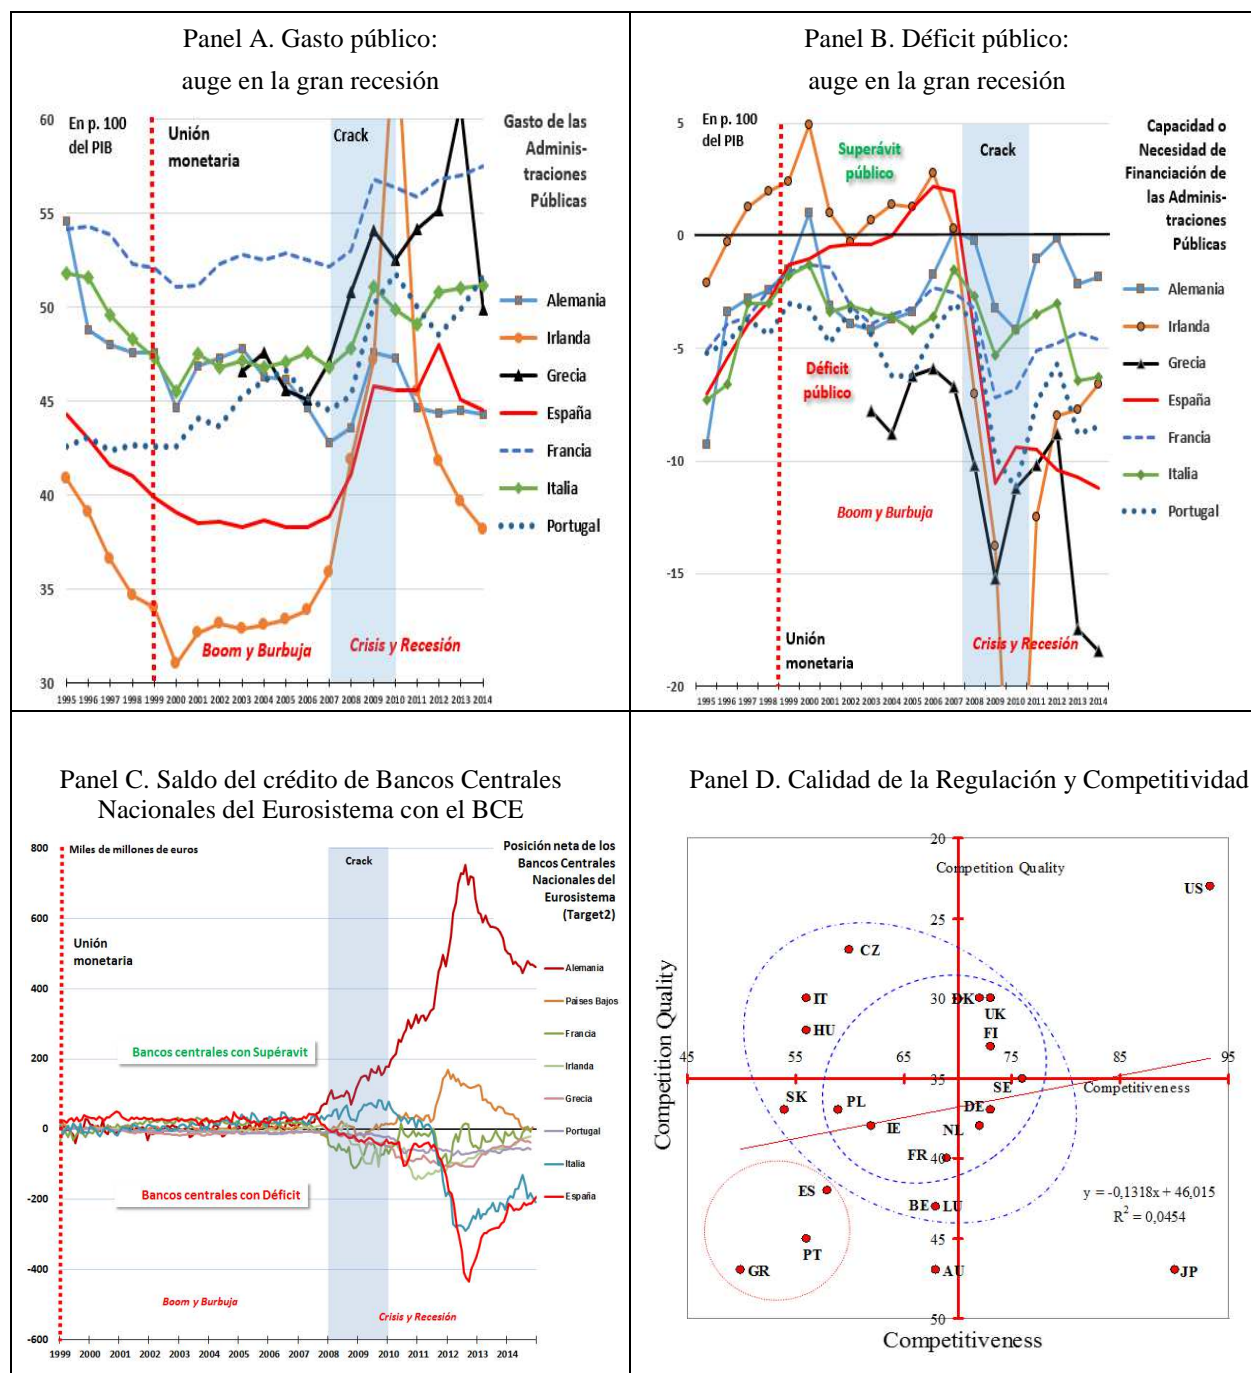 Panel A. Gasto público:
auge en la gran recesión
En p. 100
del PIB
Unión
monetaria
Crack
Gasto de las
Adminis-
traciones
Públicas
60
55
50
45
40
35
30
Alemania
Irlanda
Grecia
España
Francia
Italia
Portugal
Boom y Burbuja
Crisis y Recesión
1995 1996 1997 1998 1999 2000 2001 2002 2003 2004 2005 2006 2007 2008 2009 2010 2011 2012 2013 2014
Panel B. Déficit público:
auge en la gran recesión
En p. 100
del PIB
Superávit
público
Crack
Capacidad o
Necesidad de
Financiación de
las Adminis-
traciones
Públicas
5
0
-5
-10
-15
-20
Déficit
público
Alemania
Irlanda
Grecia
España
Francia
Italia
Portugal
Boom y Burbuja
Unión
monetaria
Crisis y Recesión
1995 1996 1997 1998 1999 2000 2001 2002 2003 2004 2005 2006 2007 2008 2009 2010 2011 2012 2013 2014
Panel C. Saldo del crédito de Bancos Centrales
Nacionales del Eurosistema con el BCE
Miles de millones de euros
Crack
Posición neta de los
Bancos Centrales
Nacionales del
Eurosistema
(Target2)
Unión
monetaria
800
600
400
200
0
-200
-400
-600
Bancos centrales con Supéravit
Bancos centrales con Déficit
Alemania
Paises Bajos
Francia
Irlanda
Grecia
Portugal
Italia
España
Boom y Burbuja
Crisis y Recesión
1999 2000 2001 2002 2003 2004 2005 2006 2007 2008 2009 2010 2011 2012 2013 2014
Panel D. Calidad de la Regulación y Competitividad
Competition Quality
Competition Quality
20
25
30
35
40
45
50
45 55 65 75 85 95
US
CZ
IT
DK
UK
HU
FI
SE
Competitiveness
SK
PL
DE
IE
NL
FR
ES
BE
LU
PT
GR
AU
JP
y = -0,1318x + 46,015
R² = 0,0454
Competitiveness